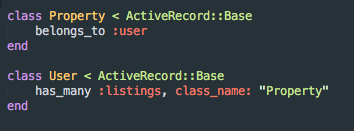 class Property < ActiveRecord::Base
    belongs_to :user
end

class User < ActiveRecord::Base
    has_many :listings, class_name: "Property"
end